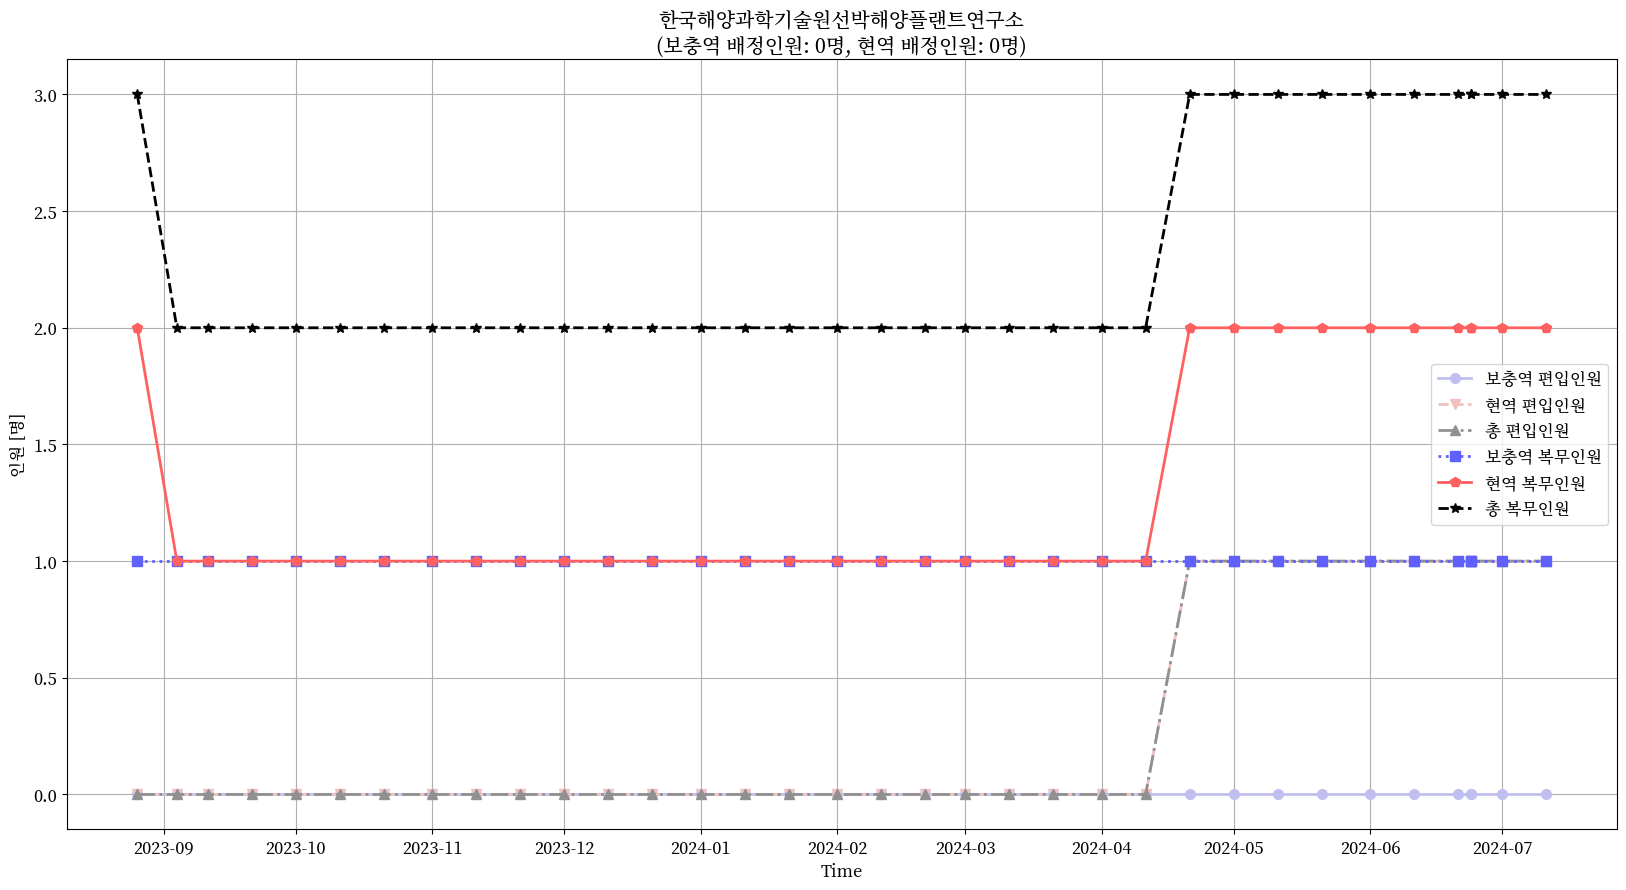 한국해양과학기술원선박해양플랜트연구소
(보충역 배정인원: 0명, 현역 배정인원: 0명)
인원 [명]
3.0
2.5
2.0
1.5
1.0
0.5
0.0
보충역 편입인원
현역 편입인원
총 편입인원
보충역 복무인원
현역 복무인원
총 복무인원
2023-09 2023-10 2023-11 2023-12 2024-01 2024-02 2024-03 2024-04 2024-05 2024-06 2024-07
Time